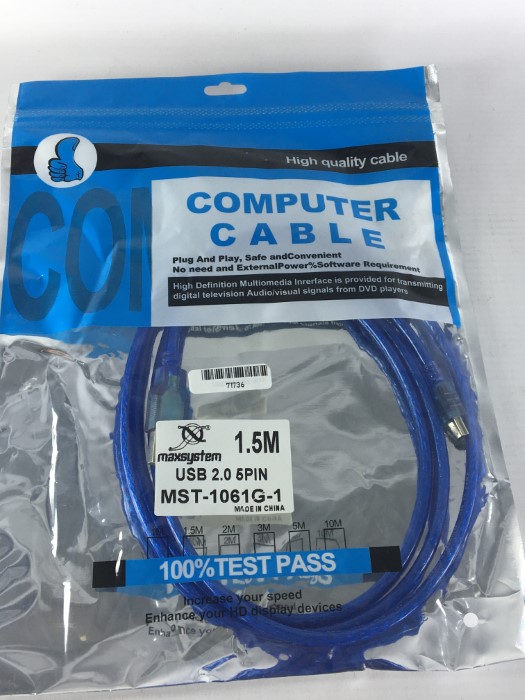 High quality cable
COM
COMPUTER
CABLE
Plug And Play, Safe andConvenient
No need and ExternalPower%Software Requirement
High Definition Multiomedia Inrerface is provided for transmitting
digital television Audio/visual signals from DVD players
71736
maxsystem
1.5M
USB 2.0 5PIN
MST-1061G-1
MADE IN CHINA
1.5M 2M 3M 5M 10M
100%TEST PASS
Increase your speed
Enhance your HD display devices